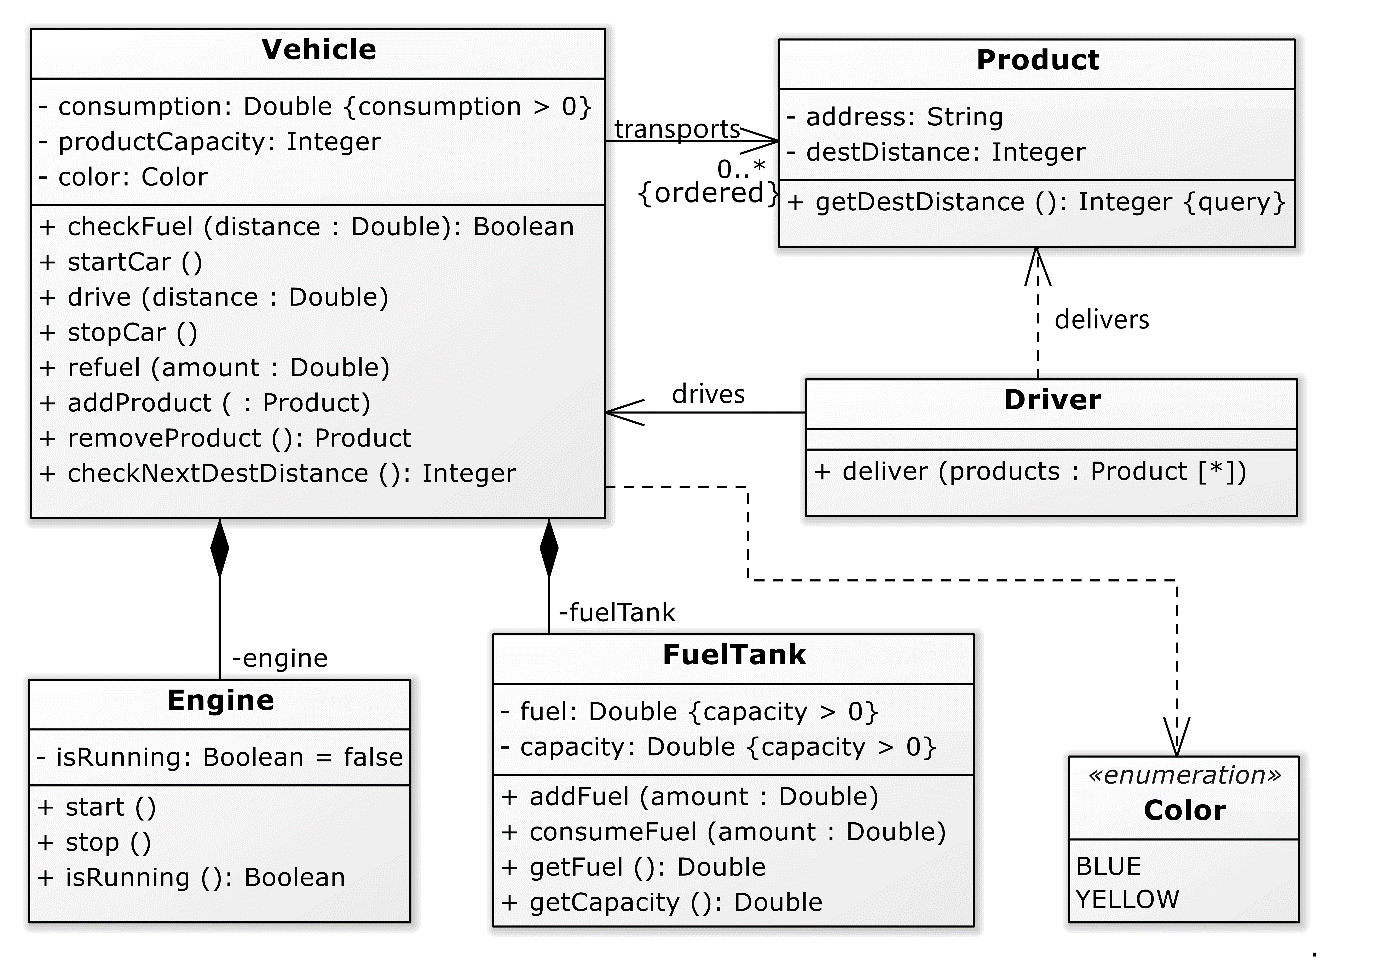 Vehicle
- consumption: Double {consumption > 0}
- productCapacity: Integer
- color: Color
+ checkFuel (distance : Double): Boolean
+ startCar ()
+ drive (distance : Double)
+ stopCar ()
+ refuel (amount : Double)
+ addProduct ( : Product)
+ removeProduct (): Product
+ checkNextDestDistance (): Integer
transports
0..*
{ordered}
Product
- address: String
- destDistance: Integer
+ getDestDistance (): Integer {query}
delivers
drives
Driver
+ deliver (products : Product [*])
-engine
-fuelTank
Engine
- isRunning: Boolean = false
+ start ()
+ stop ()
+ isRunning (): Boolean
FuelTank
- fuel: Double {capacity > 0}
- capacity: Double {capacity > 0}
+ addFuel (amount : Double)
+ consumeFuel (amount : Double)
+ getFuel (): Double
+ getCapacity (): Double
«enumeration»
Color
BLUE
YELLOW